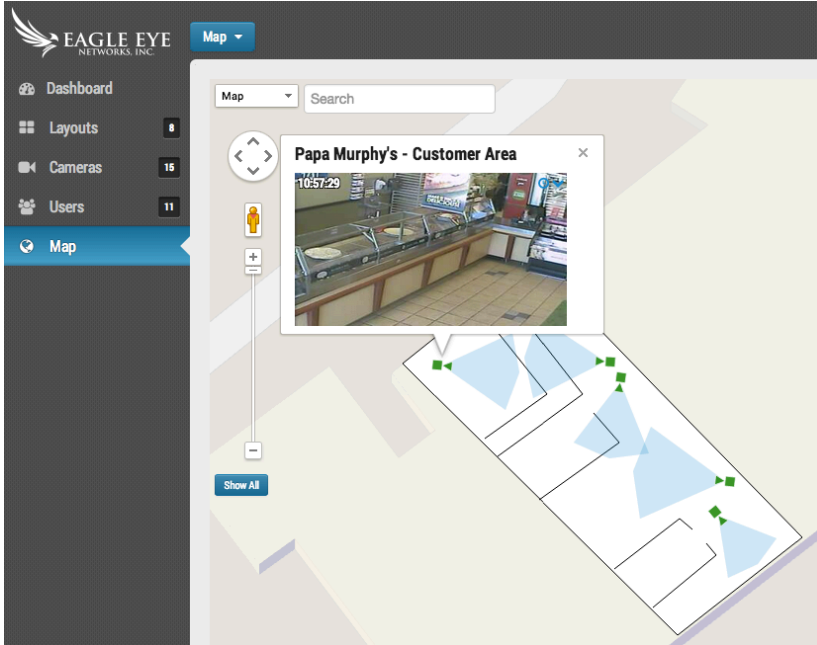 EAGLE EYE
NETWORKS, INC.
Map
Dashboard
Layouts 8
Cameras 15
Users 11
Map
Map
Search
Papa Murphy's - Customer Area
×
10:57:29
+
−
−
Show All